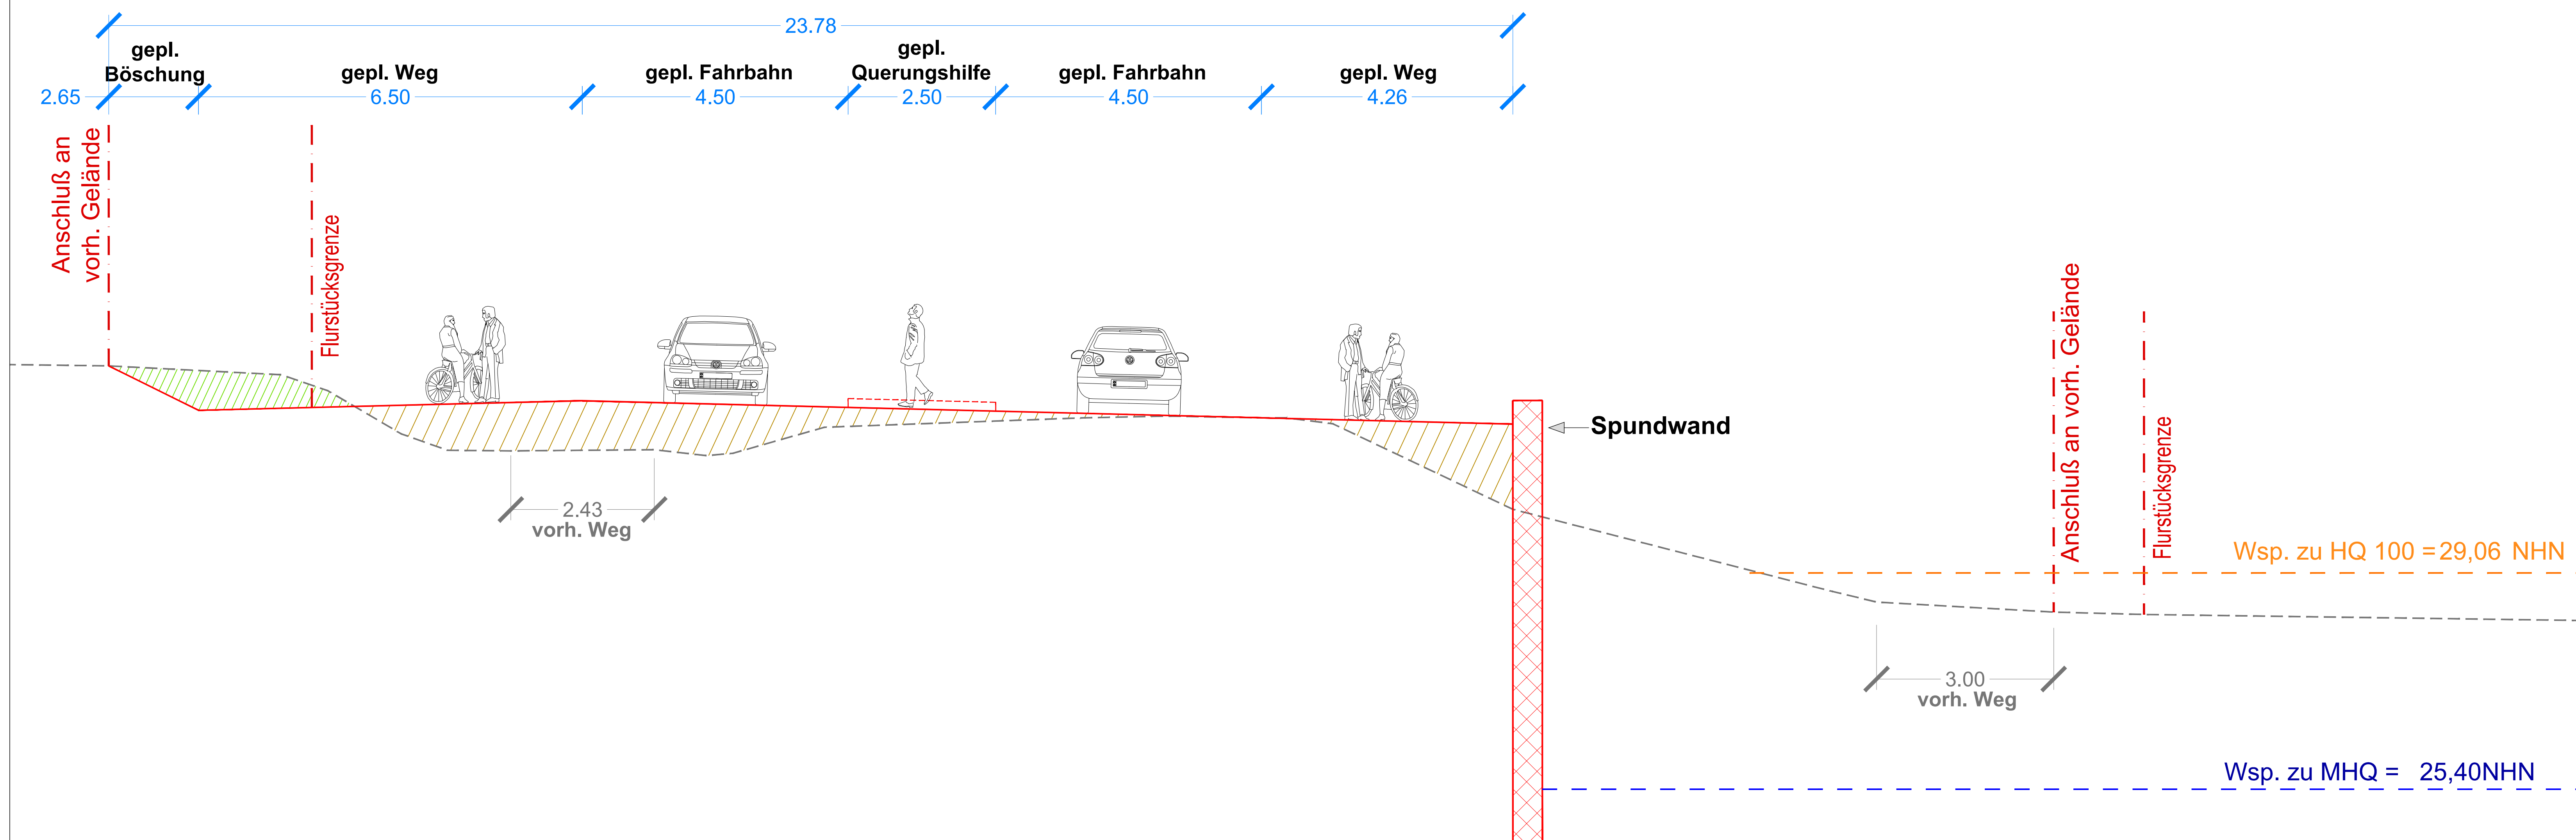 23.78
gepl.
Böschung
gepl. Weg
gepl. Fahrbahn
gepl.
Querungshilfe
gepl. Fahrbahn
gepl. Weg
2.65
6.50
4.50
2.50
4.50
4.26
Anschluß an
vorh. Gelände
Flurstücksgrenze
Spundwand
2.43
vorh. Weg
Anschluß an vorh. Gelände
Flurstücksgrenze
Wsp. zu HQ 100 =29,06 NHN
3.00
vorh. Weg
Wsp. zu MHQ = 25,40NHN